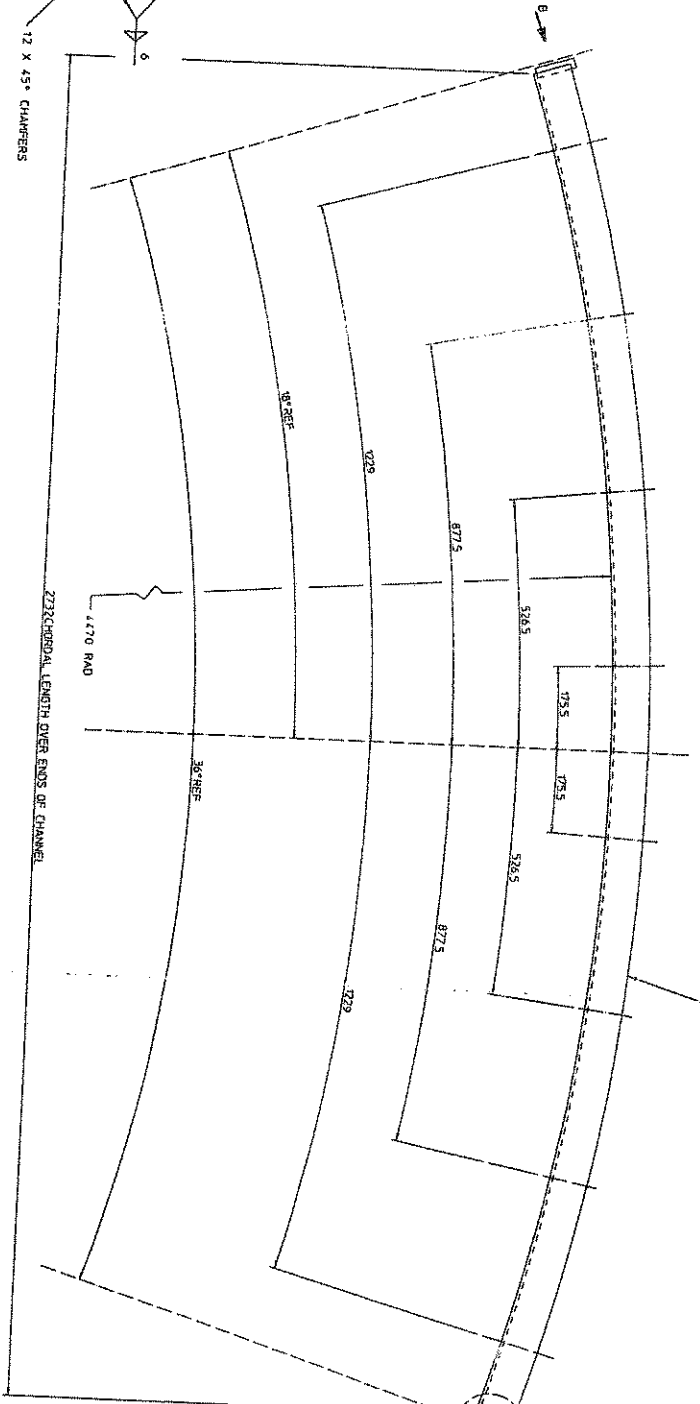 B
6
12 X 45° CHAMFERS
18° REF
1229
877.5
526.5
175.5
175.5
4470 RAD
2732CHORDAL LENGTH OVER ENDS OF CHANNEL
36° REF
526.5
877.5
1229